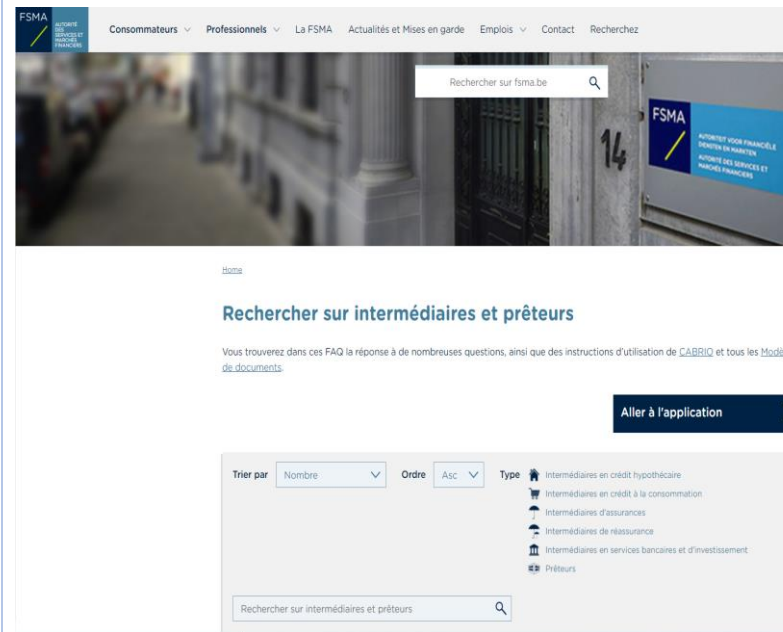 FSMA
AUTORITÉ
DES
SERVICES ET
MARCHÉS
FINANCIERS
Consommateurs Professionnels La FSMA Actualités et Mises en garde Emplois Contact Recherchez
Rechercher sur fsma.be
14
FSMA
AUTORITEIT VOOR FINANCIËLE
DIENSTEN EN MARKTEN
AUTORITÉ DES SERVICES ET
MARCHÉS FINANCIERS
Home
Rechercher sur intermédiaires et prêteurs
Vous trouverez dans ces FAQ la réponse à de nombreuses questions, ainsi que des instructions d'utilisation de CABRIO et tous les Modè
de documents.
Aller à l'application
Trier par Nombre Ordre Asc Type Intermédiaires en crédit hypothécaire
Intermédiaires en crédit à la consommation
Intermédiaires d'assurances
Intermédiaires de réassurance
Intermédiaires en services bancaires et d'investissement
Prêteurs
Rechercher sur intermédiaires et prêteurs